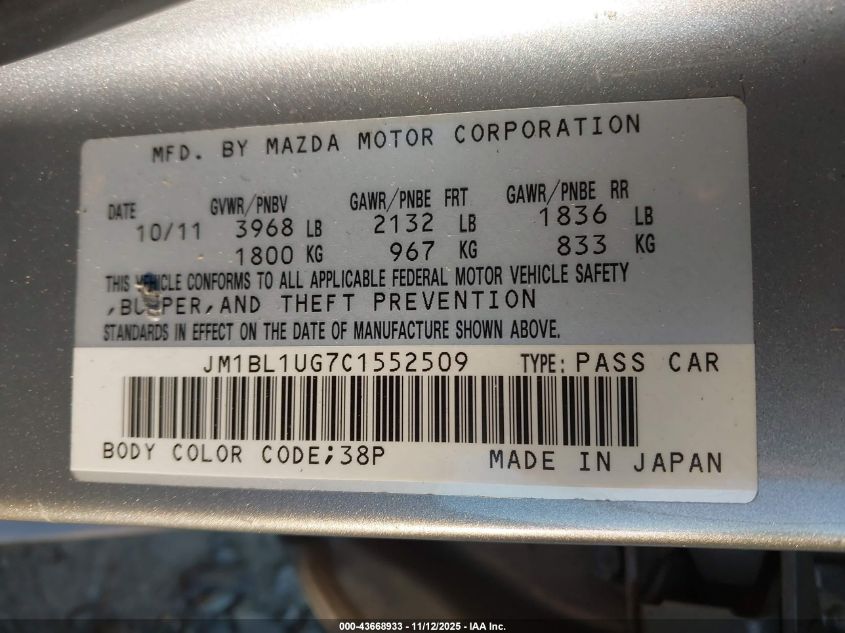 MFD. BY MAZDA MOTOR CORPORATION
DATE GVWR/PNBV GAWR/PNBE FRT GAWR/PNBE RR
10/11 3968 LB 2132 LB 1836 LB
1800 KG 967 KG 833 KG
THIS VEHICLE CONFORMS TO ALL APPLICABLE FEDERAL MOTOR VEHICLE SAFETY
,BUMPER,AND THEFT PREVENTION
STANDARDS IN EFFECT ON THE DATE OF MANUFACTURE SHOWN ABOVE.
JM1BL1UG7C1552509 TYPE: PASS CAR
BODY COLOR CODE;38P MADE IN JAPAN
000-43668933 - 11/12/2025 - IAA Inc.